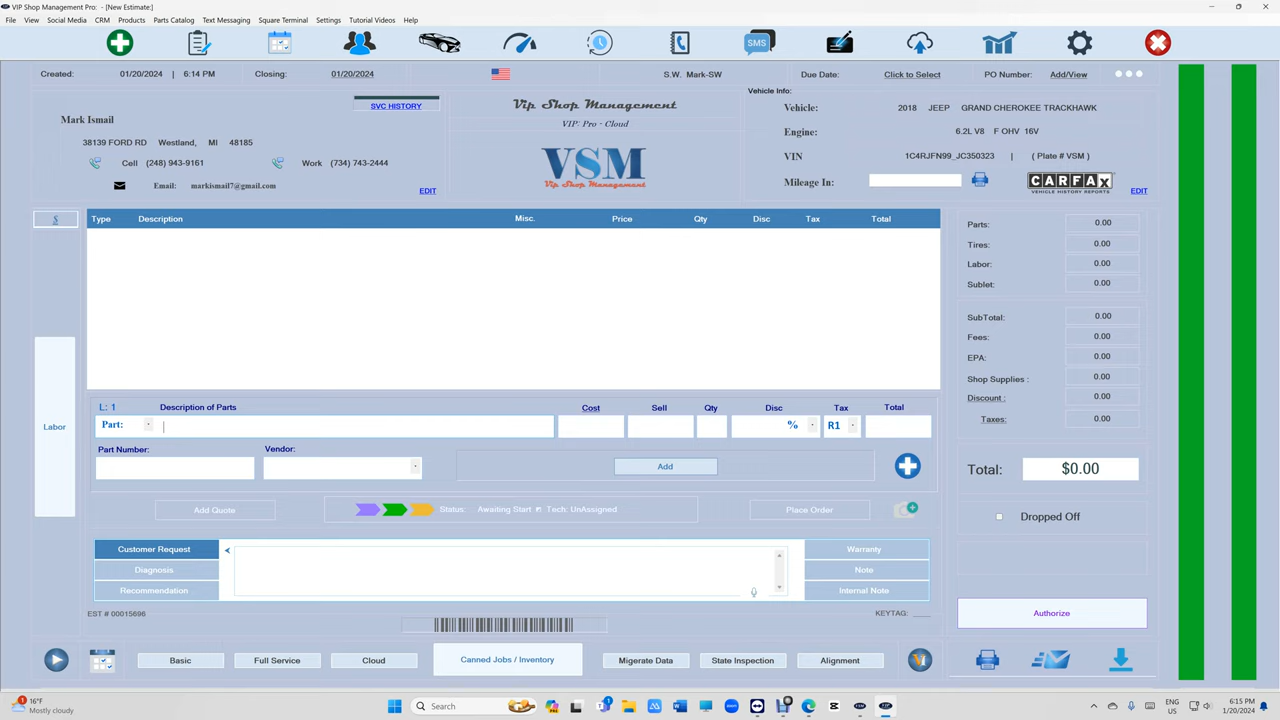 VIP Shop Management Pro: - [New Estimate:]
File View Social Media CRM Products Parts Catalog Text Messaging Square Terminal Settings Tutorial Videos Help
SMS
Created: 01/20/2024 | 6:14 PM Closing: 01/20/2024 S.W. Mark-SW Due Date: Click to Select PO Number: Add/View
SVC HISTORY
Mark Ismail
38139 FORD RD Westland, MI 48185
Cell (248) 943-9161 Work (734) 743-2444
Email: markismail7@gmail.com
EDIT
Vip Shop Management
VIP: Pro - Cloud
VSM
Vip Shop Management
Vehicle Info:
Vehicle: 2018 JEEP GRAND CHEROKEE TRACKHAWK
Engine: 6.2L V8 F OHV 16V
VIN 1C4RJFN99_JC350323 | ( Plate # VSM )
Mileage In:
CARFAX
VEHICLE HISTORY REPORTS
EDIT
S Type Description Misc. Price Qty Disc Tax Total
Labor
L: 1 Description of Parts Cost Sell Qty Disc Tax Total
Part: % R1
Part Number: Vendor:
Add
Add Quote Status: Awaiting Start Tech: UnAssigned Place Order
Customer Request
Diagnosis
Recommendation
Warranty
Note
Internal Note
EST # 00015696 KEYTAG: ____
Parts: 0.00
Tires: 0.00
Labor: 0.00
Sublet: 0.00
SubTotal: 0.00
Fees: 0.00
EPA: 0.00
Shop Supplies : 0.00
Discount : 0.00
Taxes: 0.00
Total: $0.00
Dropped Off
Authorize
Basic Full Service Cloud Canned Jobs / Inventory Migerate Data State Inspection Alignment
1 16°F
Mostly cloudy
Search
1
ENG
US
6:15 PM
1/20/2024